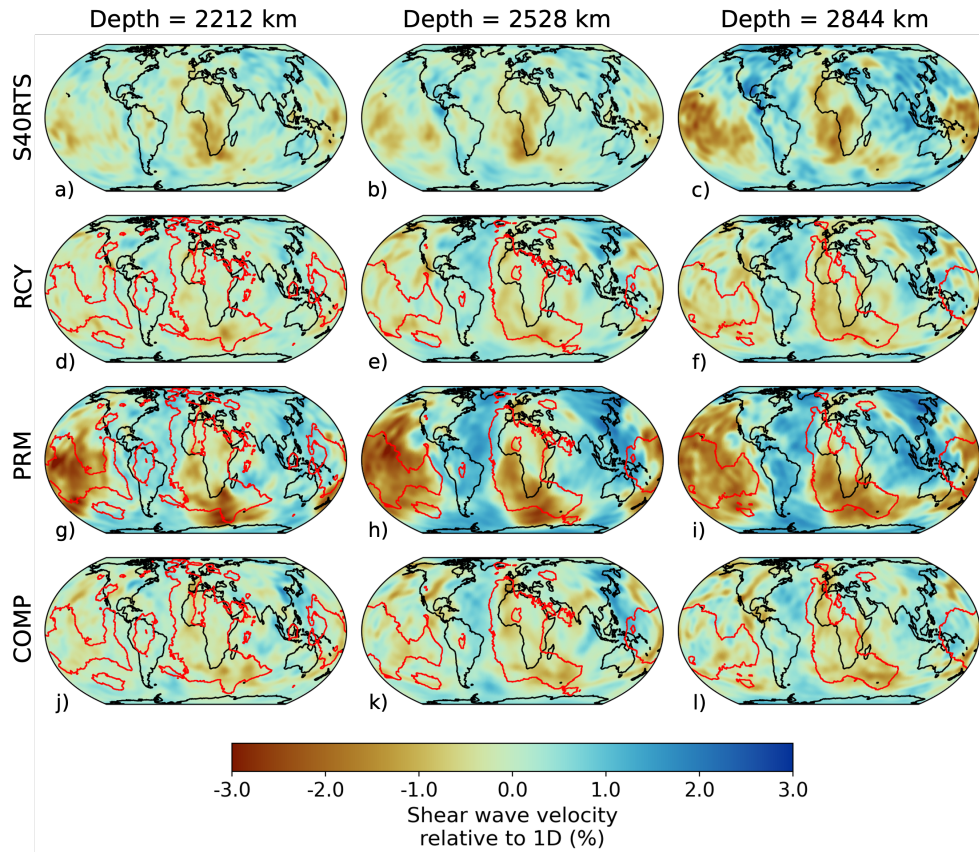 Depth = 2212 km Depth = 2528 km Depth = 2844 km
S40RTS
a) b) c)
RCY
d) e) f)
PRM
g) h) i)
COMP
j) k) l)
-3.0 -2.0 -1.0 0.0 1.0 2.0 3.0
Shear wave velocity
relative to 1D (%)